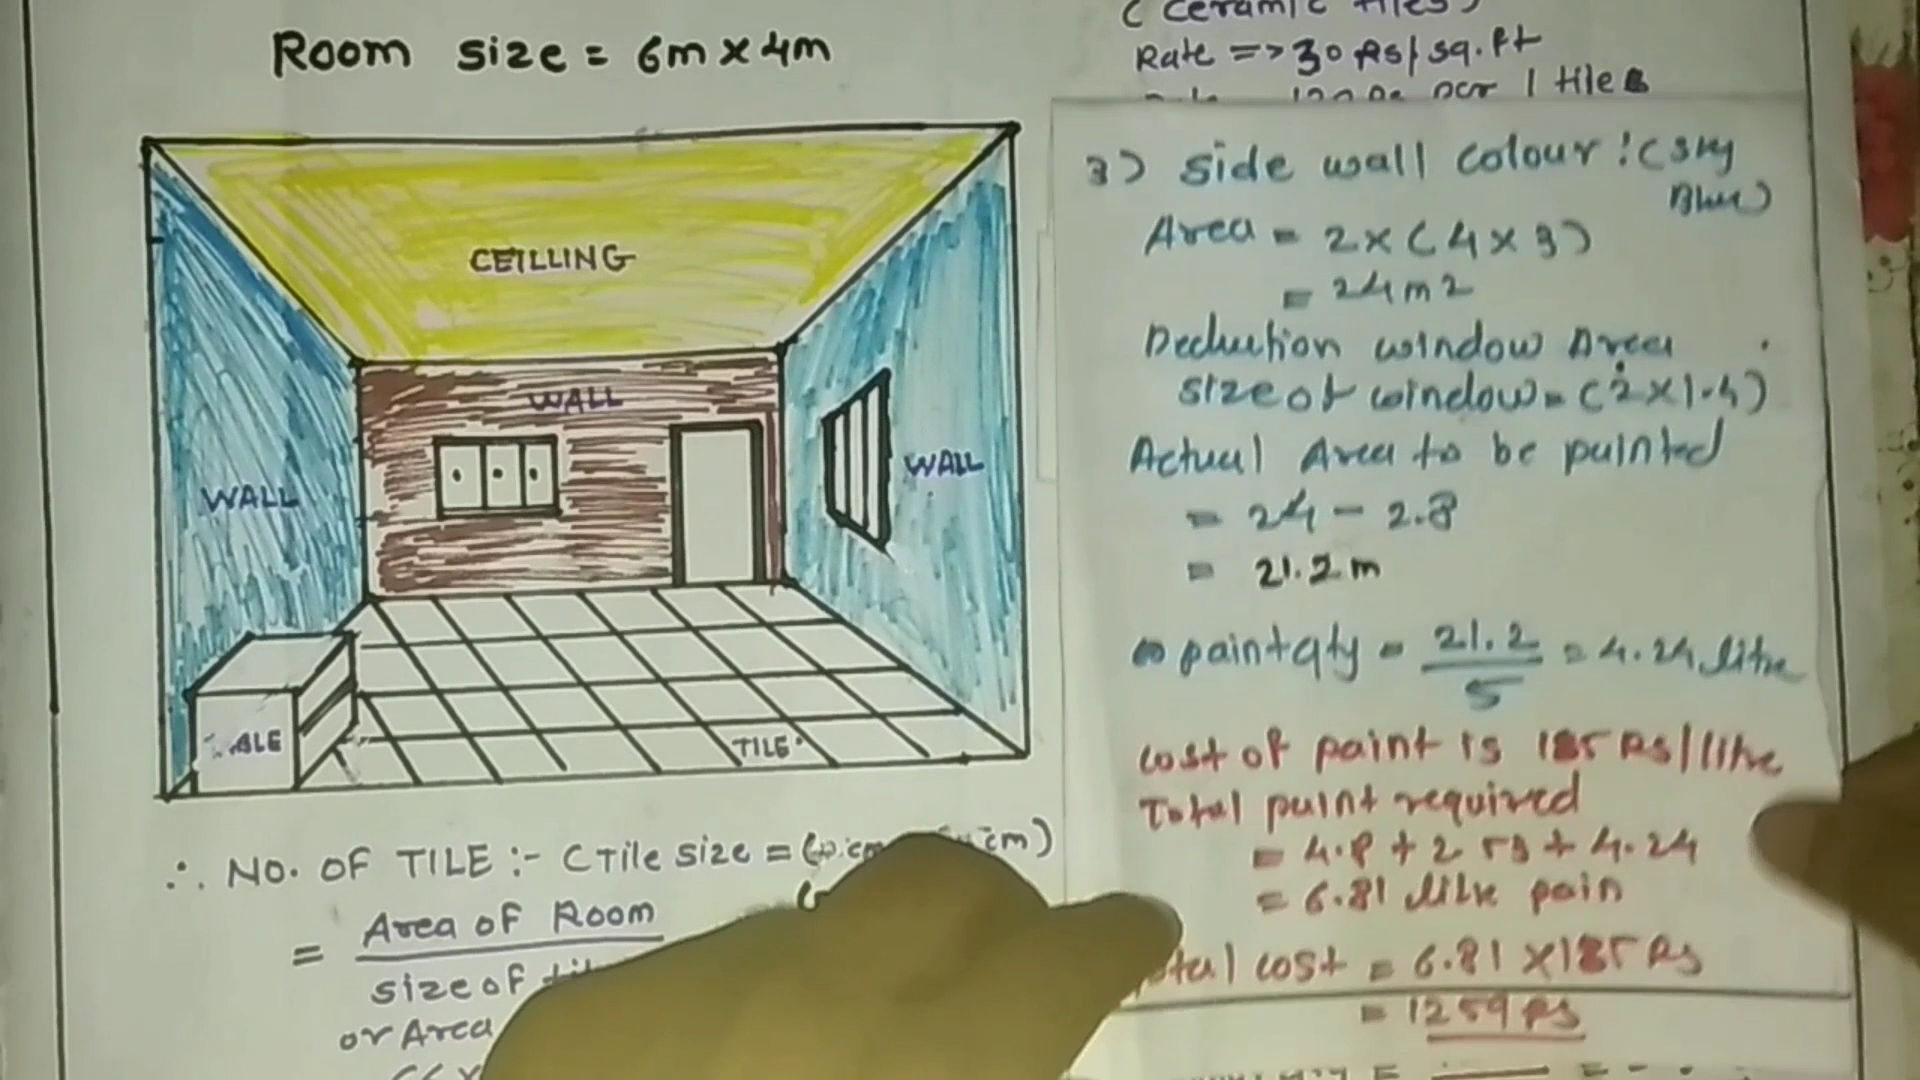 Room size = 6m x 4m
CEILLING
WALL
WALL
WALL
TILE
∴ NO. OF TILE :- (Tile size = ( cm)
= Area of Room
size of
or Area
(Ceramic tiles)
Rate => 30 Rs/sq.ft
per 1 tile
3) side wall colour : (sky
Blue)
Area = 2x(4x3)
= 24m2
Deduction window Area
size of window = (2x1.4)
Actual Area to be painted
= 24 - 2.8
= 21.2m
paint qty = 21.2/5 = 4.24 litre
cost of paint is 185 Rs/litre
Total paint required
= 4.8 + 2.53 + 4.24
= 6.81 litre pain
cost = 6.81 x 185 Rs
= 1259 Rs